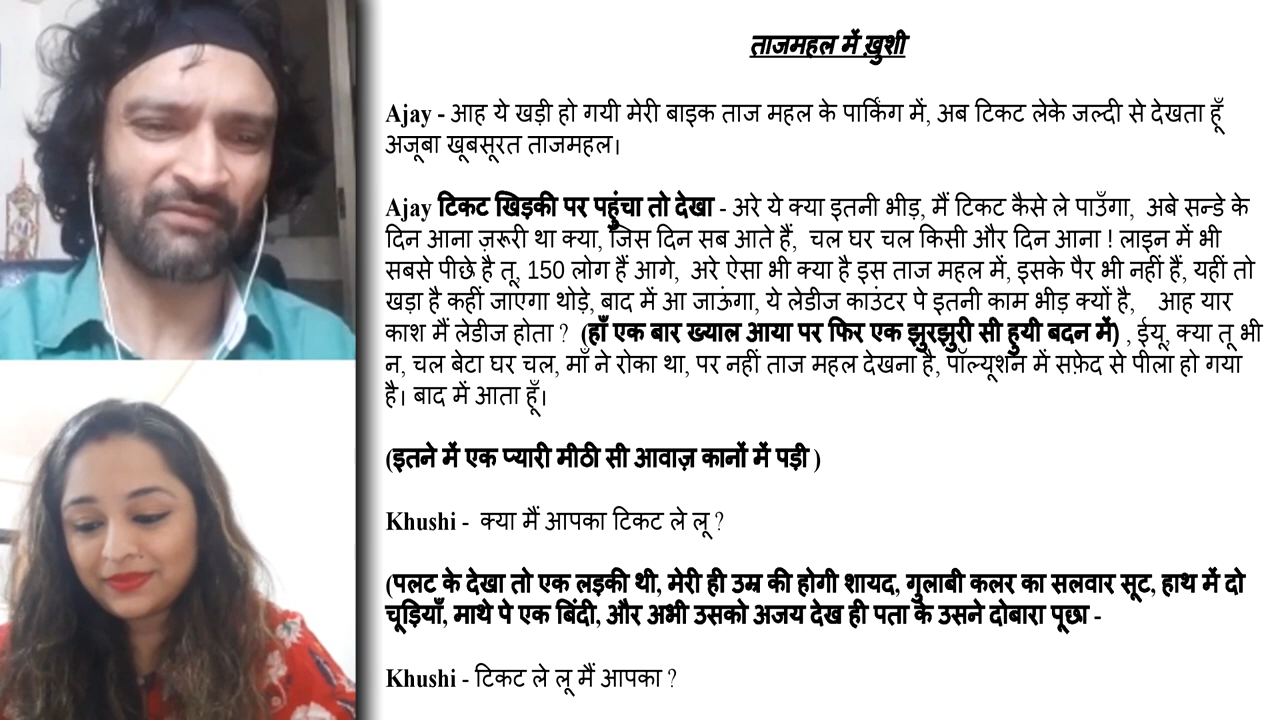 ताजमहल में ख़ुशी
Ajay - आह ये खड़ी हो गयी मेरी बाइक ताज महल के पार्किंग में, अब टिकट लेके जल्दी से देखता हूँ
अजूबा खूबसूरत ताजमहल।
Ajay टिकट खिड़की पर पहुंचा तो देखा - अरे ये क्या इतनी भीड़, मैं टिकट कैसे ले पाउँगा, अबे सन्डे के
दिन आना ज़रूरी था क्या, जिस दिन सब आते हैं, चल घर चल किसी और दिन आना ! लाइन में भी
सबसे पीछे है तू, 150 लोग हैं आगे, अरे ऐसा भी क्या है इस ताज महल में, इसके पैर भी नहीं हैं, यहीं तो
खड़ा है कहीं जाएगा थोड़े, बाद में आ जाऊंगा, ये लेडीज काउंटर पे इतनी काम भीड़ क्यों है, आह यार
काश मैं लेडीज होता ? (हाँ एक बार ख्याल आया पर फिर एक झुरझुरी सी हुयी बदन में) , ईयू, क्या तू भी
न, चल बेटा घर चल, माँ ने रोका था, पर नहीं ताज महल देखना है, पॉल्यूशन में सफ़ेद से पीला हो गया
है। बाद में आता हूँ।
(इतने में एक प्यारी मीठी सी आवाज़ कानों में पड़ी )
Khushi - क्या मैं आपका टिकट ले लू ?
(पलट के देखा तो एक लड़की थी, मेरी ही उम्र की होगी शायद, गुलाबी कलर का सलवार सूट, हाथ में दो
चूड़ियाँ, माथे पे एक बिंदी, और अभी उसको अजय देख ही पता के उसने दोबारा पूछा -
Khushi - टिकट ले लू मैं आपका ?